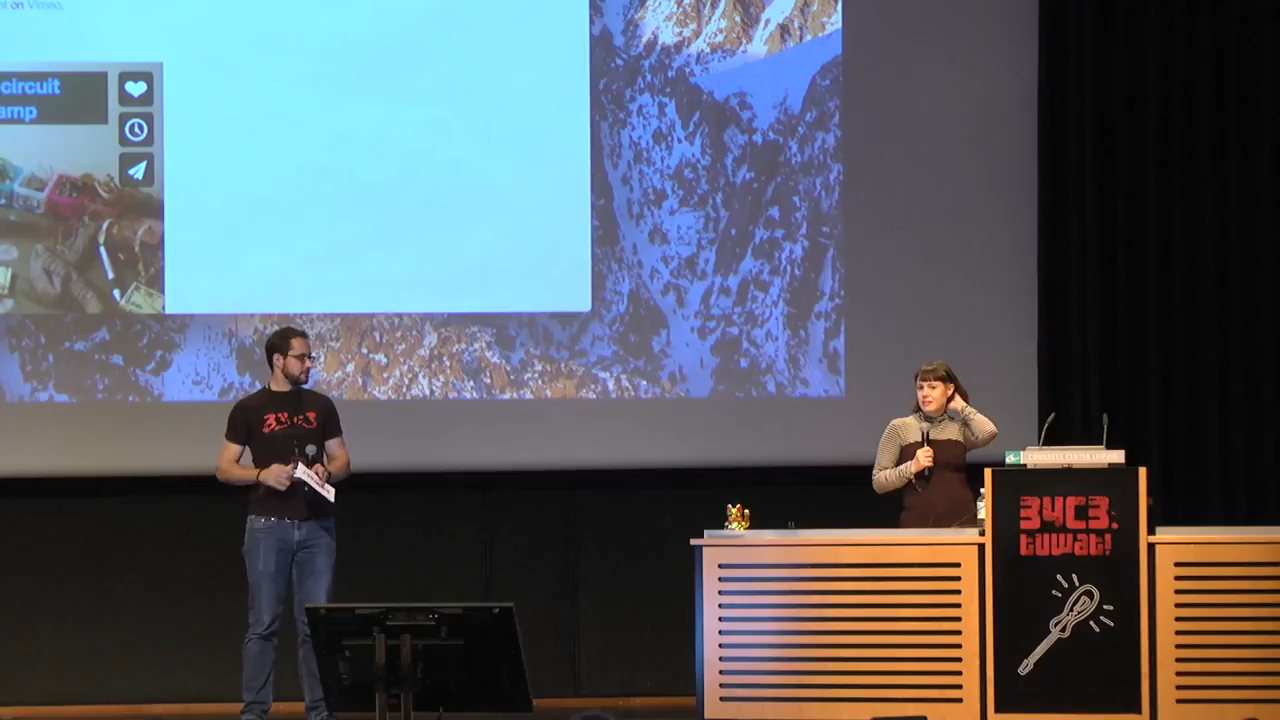 on Vimeo.
circuit
amp
34C3
CONGRESS CENTER LEIPZIG
34C3.
tuwat!